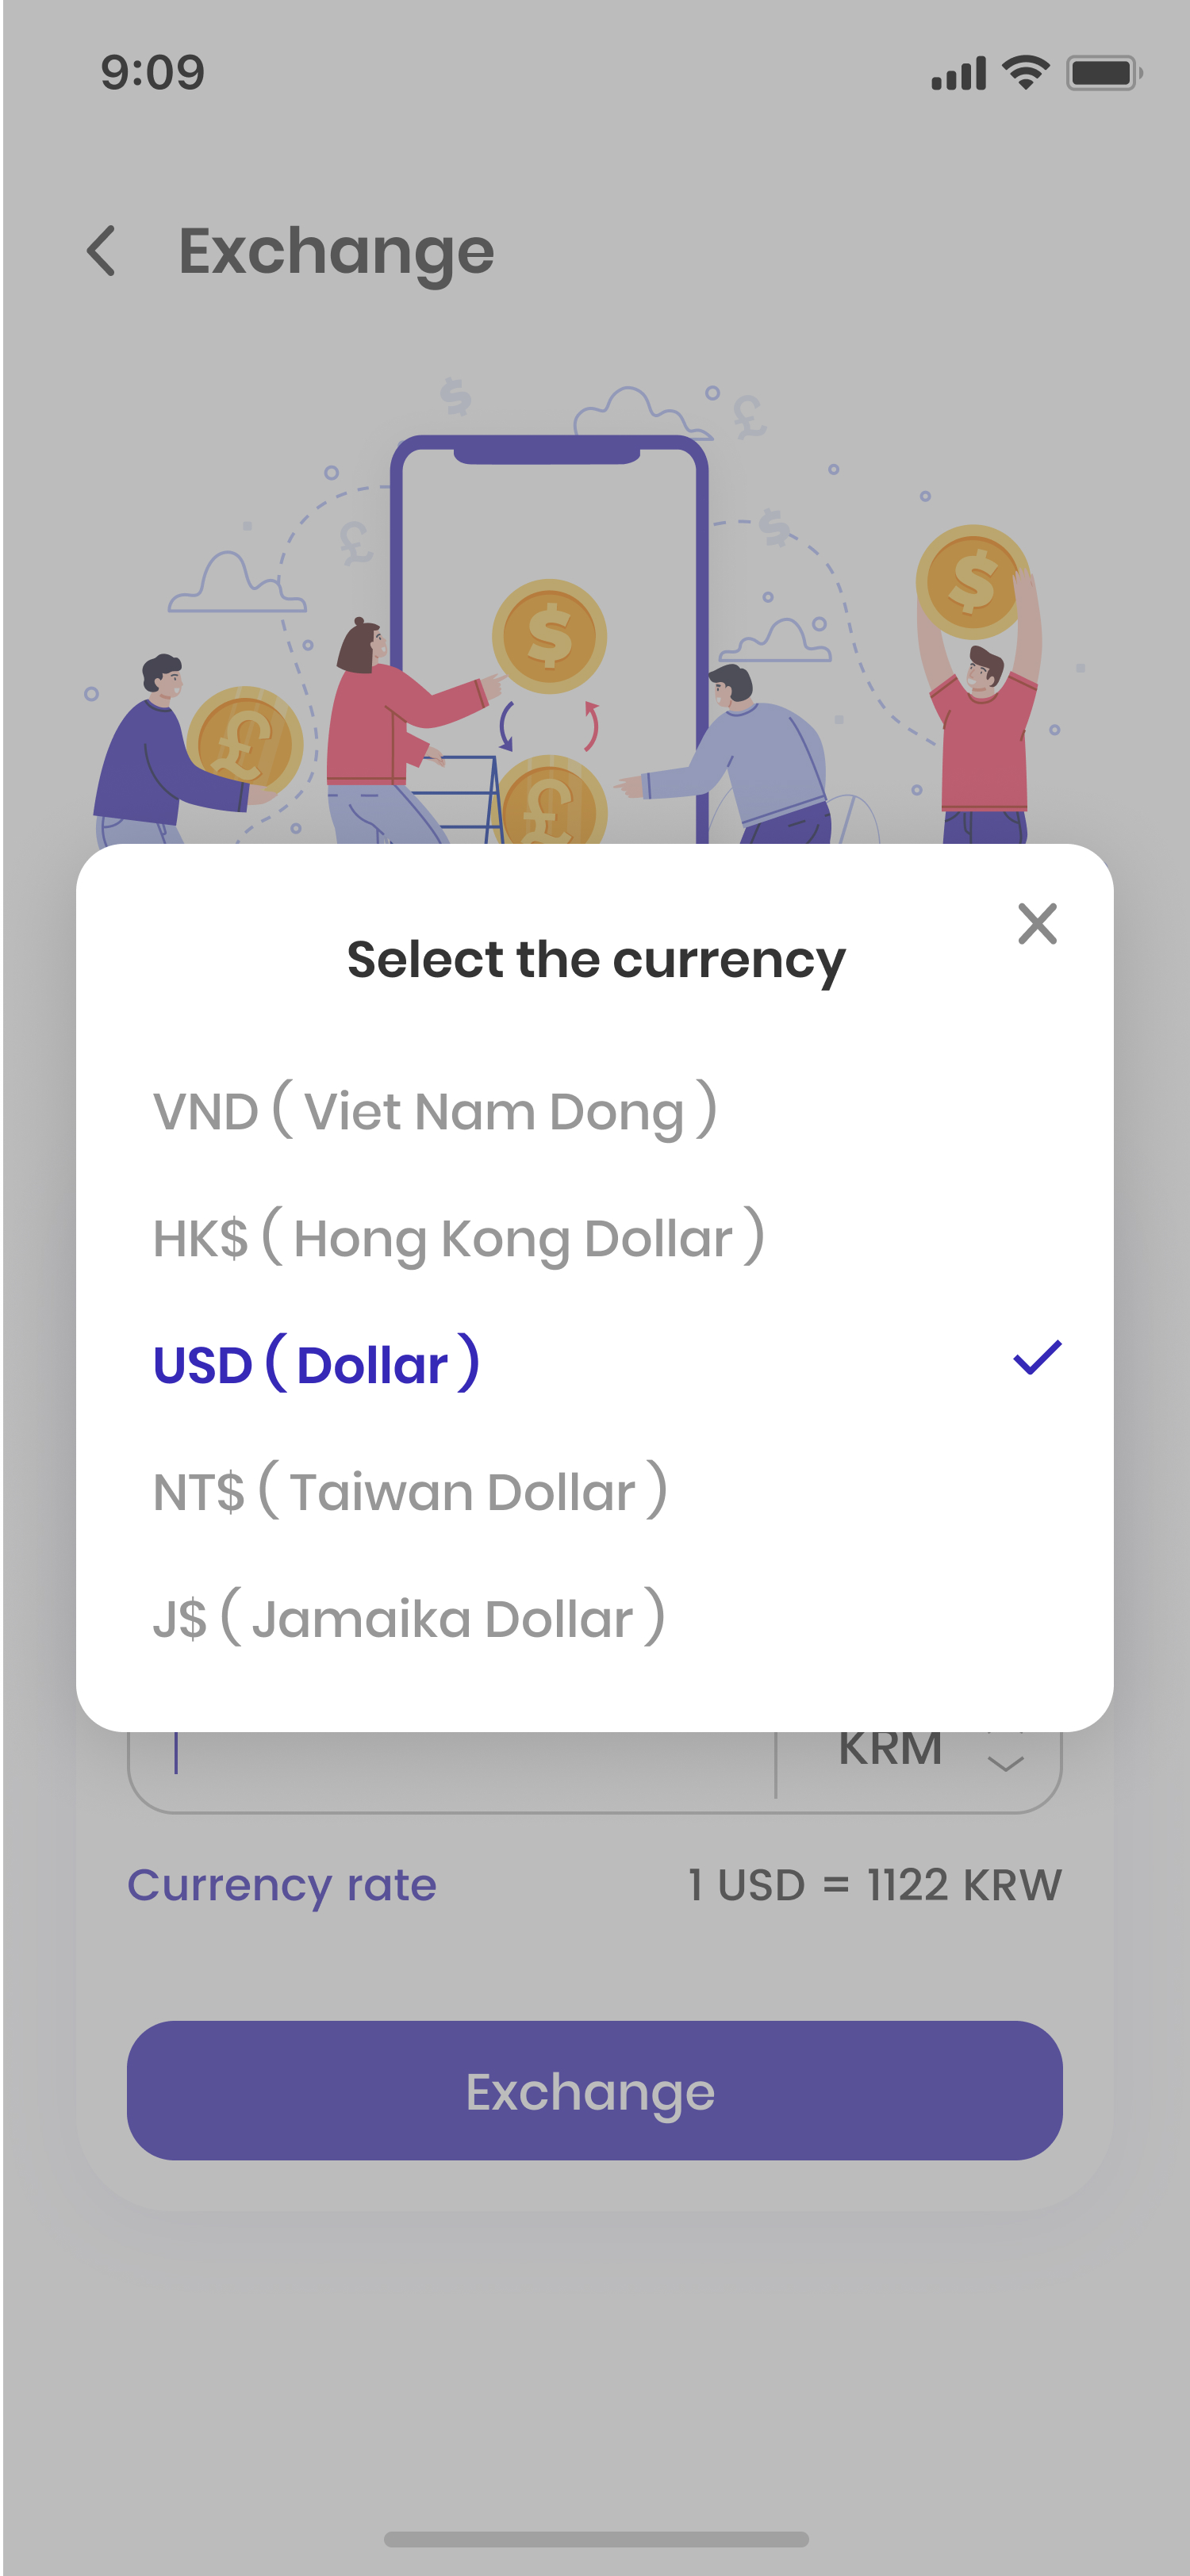 9:09
Exchange
$
£
£
$
$
$
£
£
Select the currency
VND ( Viet Nam Dong )
HK$ ( Hong Kong Dollar )
USD ( Dollar )
NT$ ( Taiwan Dollar )
J$ ( Jamaika Dollar )
KRM
Currency rate
1 USD = 1122 KRW
Exchange